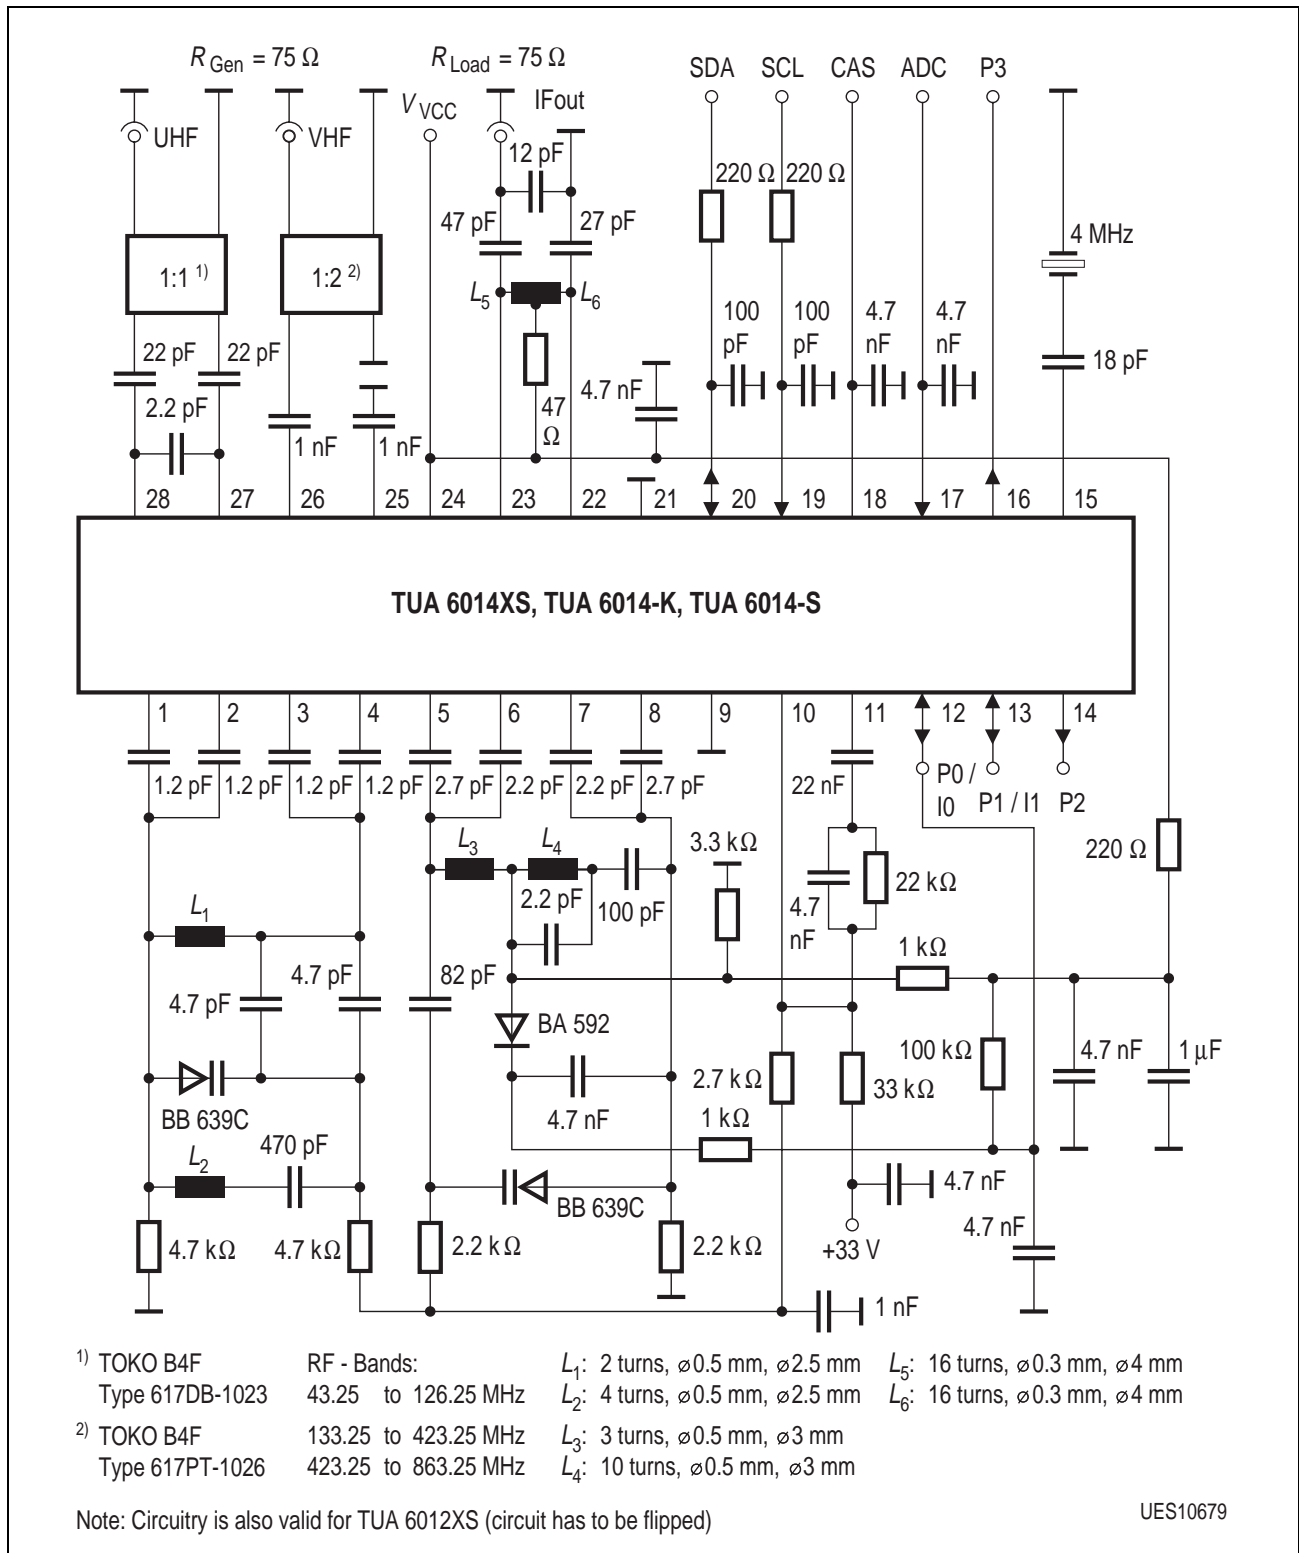 R Gen = 75 Ω
R Load = 75 Ω
SDA SCL CAS ADC P3
V VCC
IFout
UHF
VHF
12 pF
220 Ω 220 Ω
47 pF
27 pF
4 MHz
1:1 1)
1:2 2)
L5
L6
100 pF
100 pF
4.7 nF
4.7 nF
22 pF
22 pF
18 pF
4.7 nF
2.2 pF
47 Ω
1 nF
1 nF
28 27 26 25 24 23 22 21 20 19 18 17 16 15
TUA 6014XS, TUA 6014-K, TUA 6014-S
1 2 3 4 5 6 7 8 9 10 11 12 13 14
1.2 pF 1.2 pF 1.2 pF 1.2 pF 2.7 pF 2.2 pF 2.2 pF 2.7 pF
22 nF
P0 / I0
P1 / I1
P2
L3
L4
3.3 kΩ
220 Ω
2.2 pF
100 pF
22 kΩ
4.7 nF
L1
1 kΩ
4.7 pF
4.7 pF
82 pF
BA 592
100 kΩ
4.7 nF
1 µF
2.7 kΩ
33 kΩ
BB 639C
4.7 nF
1 kΩ
470 pF
L2
4.7 nF
BB 639C
4.7 nF
4.7 kΩ
4.7 kΩ
2.2 kΩ
2.2 kΩ
+33 V
1 nF
1) TOKO B4F RF - Bands: L1: 2 turns, ⌀0.5 mm, ⌀2.5 mm L5: 16 turns, ⌀0.3 mm, ⌀4 mm
Type 617DB-1023 43.25 to 126.25 MHz L2: 4 turns, ⌀0.5 mm, ⌀2.5 mm L6: 16 turns, ⌀0.3 mm, ⌀4 mm
2) TOKO B4F 133.25 to 423.25 MHz L3: 3 turns, ⌀0.5 mm, ⌀3 mm
Type 617PT-1026 423.25 to 863.25 MHz L4: 10 turns, ⌀0.5 mm, ⌀3 mm
Note: Circuitry is also valid for TUA 6012XS (circuit has to be flipped)
UES10679